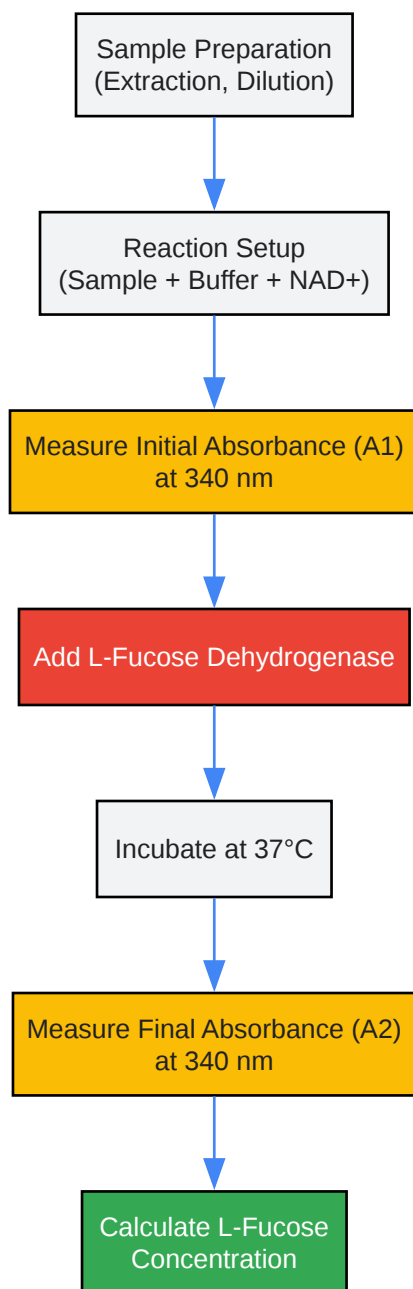 Sample Preparation
(Extraction, Dilution)
Reaction Setup
(Sample + Buffer + NAD+)
Measure Initial Absorbance (A1)
at 340 nm
Add L-Fucose Dehydrogenase
Incubate at 37°C
Measure Final Absorbance (A2)
at 340 nm
Calculate L-Fucose
Concentration